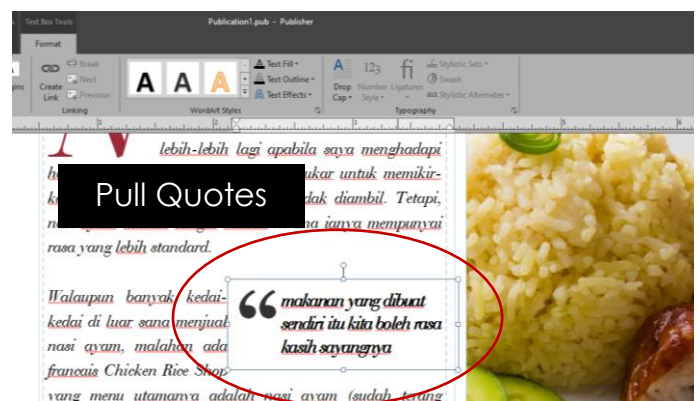 Text Box Tools
Publication1.pub - Publisher
Format
Create Link
Break
Next
Previous
Linking
A A A
WordArt Styles
Text Fill
Text Outline
Text Effects
Drop Cap
Number Style
Ligatures
Stylistic Sets
Swash
Stylistic Alternates
Typography
lebih-lebih lagi apabila saya menghadapi
ukar untuk memikir-
Pull Quotes
dak diambil. Tetapi,
na ianya mempunyai
rasa yang lebih standard.
Walaupun banyak kedai-
kedai di luar sana menjual
nasi ayam, malahan ada
francais Chicken Rice Shop
yang menu utamanya adalah nasi ayam (sudah terang
“ makanan yang dibuat
sendiri itu kita boleh rasa
kasih sayangnya